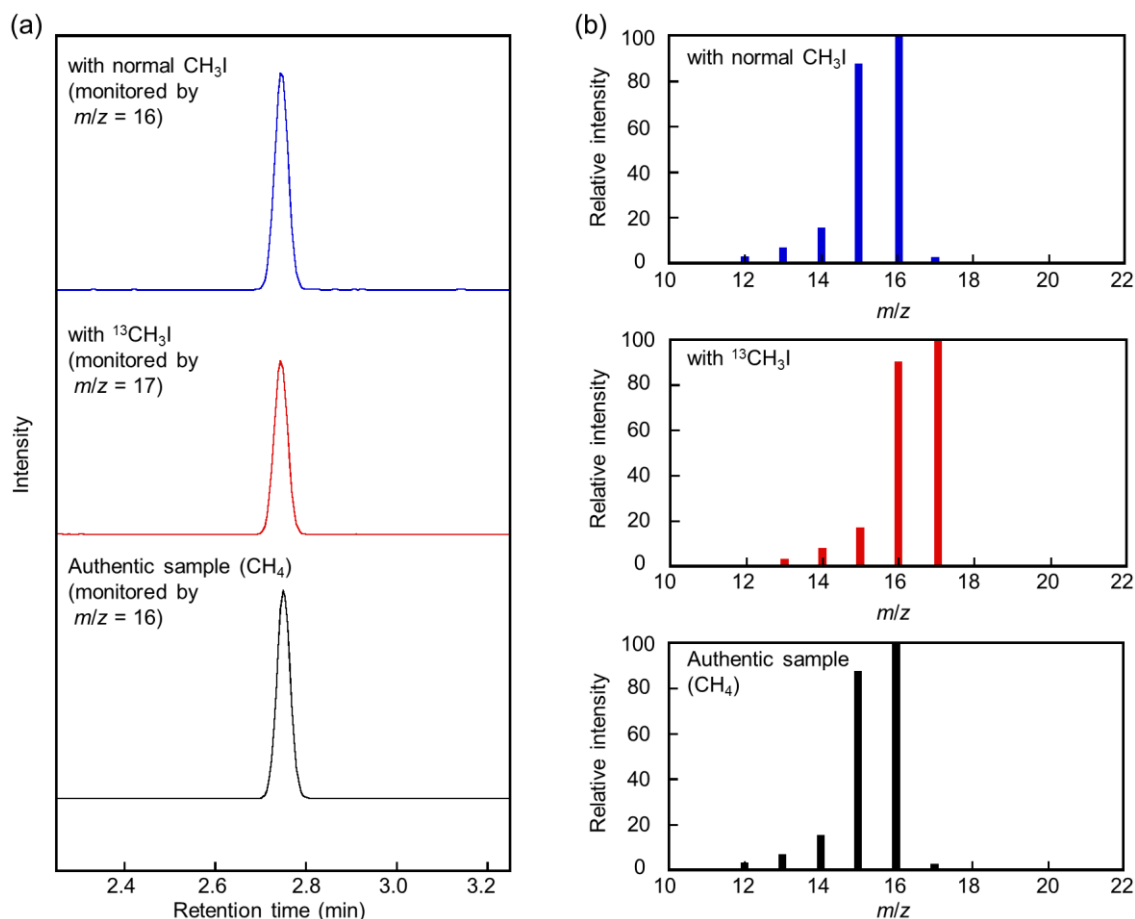 (a)
with normal CH₃I
(monitored by
m/z = 16)
with ¹³CH₃I
(monitored by
m/z = 17)
Authentic sample (CH₄)
(monitored by
m/z = 16)
Intensity
2.4 2.6 2.8 3.0 3.2
Retention time (min)
(b)
with normal CH₃I
100
80
60
40
20
0
Relative intensity
10 12 14 16 18 20 22
m/z
with ¹³CH₃I
100
80
60
40
20
0
Relative intensity
10 12 14 16 18 20 22
m/z
Authentic sample
(CH₄)
100
80
60
40
20
0
Relative intensity
10 12 14 16 18 20 22
m/z